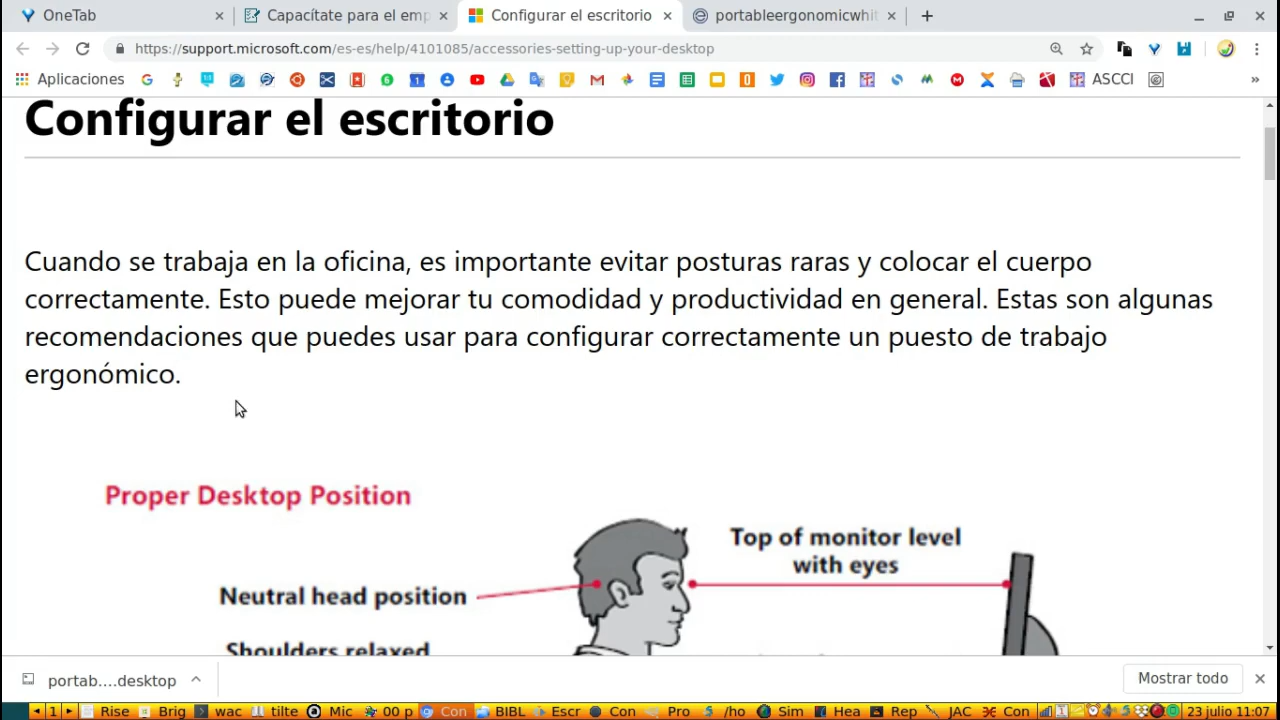 OneTab
Capacítate para el emp
Configurar el escritorio
portableergonomicwhit
https://support.microsoft.com/es-es/help/4101085/accessories-setting-up-your-desktop
Aplicaciones
ASCCI
Configurar el escritorio
Cuando se trabaja en la oficina, es importante evitar posturas raras y colocar el cuerpo
correctamente. Esto puede mejorar tu comodidad y productividad en general. Estas son algunas
recomendaciones que puedes usar para configurar correctamente un puesto de trabajo
ergonómico.
Proper Desktop Position
Top of monitor level
with eyes
Neutral head position
Shoulders relaxed
portab....desktop
Mostrar todo
1 Rise Brig wac tilte Mic 00 p Con BIBL Escr Con Pro /ho Sim Hea Rep JAC Con 23 julio 11:07